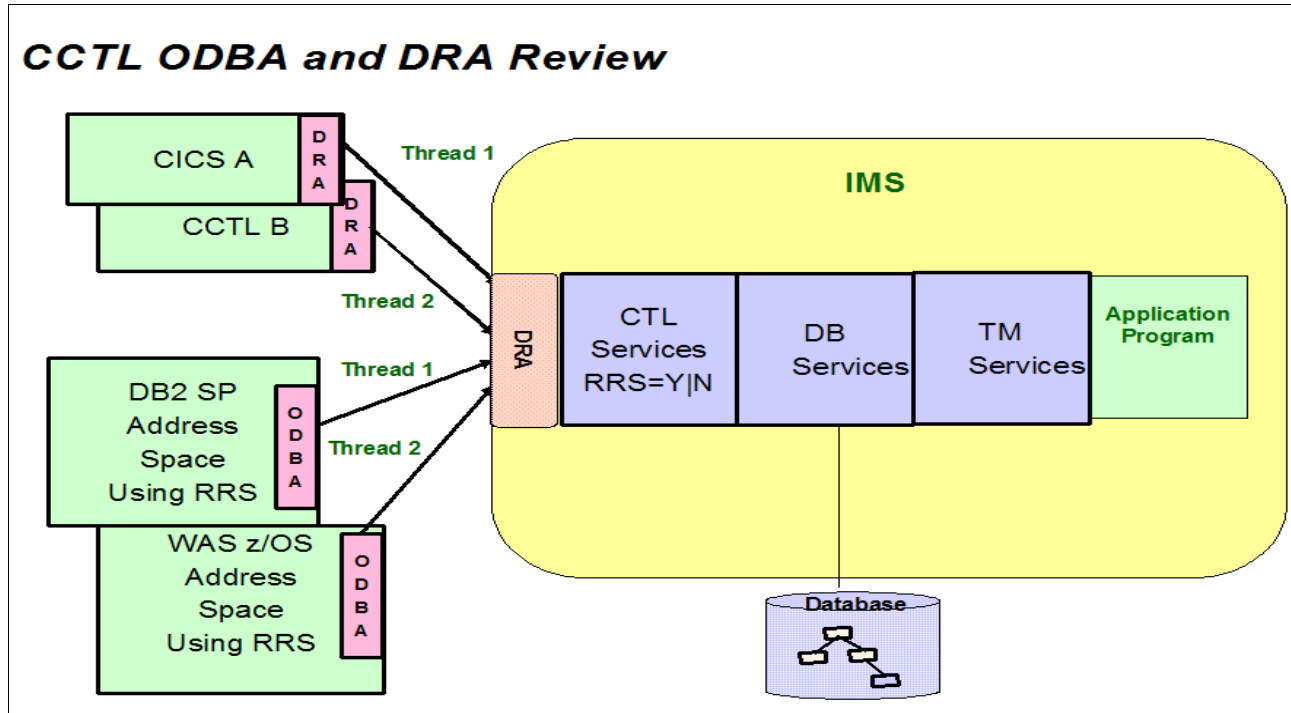 CCTL ODBA and DRA Review
CICS A
D
R
A
CCTL B
D
R
A
Thread 1
Thread 2
DB2 SP
Address
Space
Using RRS
O
D
B
A
Thread 1
Thread 2
WAS z/OS
Address
Space
Using RRS
O
D
B
A
IMS
DRA
CTL
Services
RRS=Y|N
DB
Services
TM
Services
Application
Program
Database